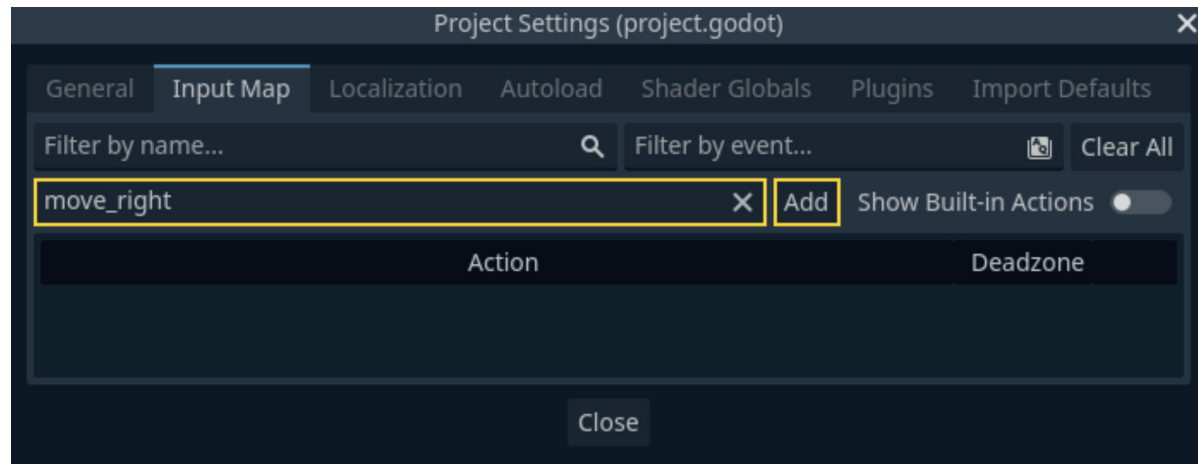 Project Settings (project.godot)
General Input Map Localization Autoload Shader Globals Plugins Import Defaults
Filter by name... Filter by event... Clear All
move_right Add Show Built-in Actions
Action Deadzone
Close